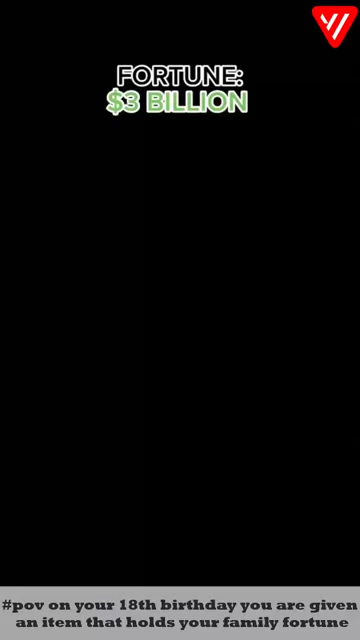 FORTUNE:
$3 BILLION
#pov on your 18th birthday you are given
an item that holds your family fortune